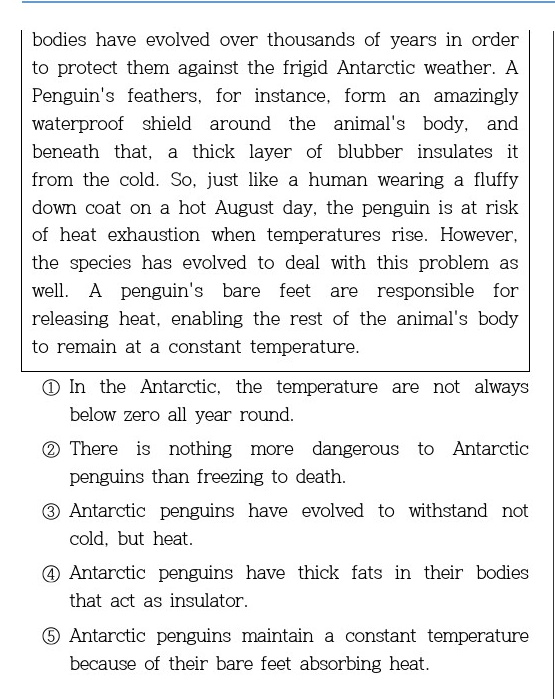 bodies have evolved over thousands of years in order
to protect them against the frigid Antarctic weather. A
Penguin's feathers, for instance, form an amazingly
waterproof shield around the animal's body, and
beneath that, a thick layer of blubber insulates it
from the cold. So, just like a human wearing a fluffy
down coat on a hot August day, the penguin is at risk
of heat exhaustion when temperatures rise. However,
the species has evolved to deal with this problem as
well. A penguin's bare feet are responsible for
releasing heat, enabling the rest of the animal's body
to remain at a constant temperature.
① In the Antarctic, the temperature are not always
below zero all year round.
② There is nothing more dangerous to Antarctic
penguins than freezing to death.
③ Antarctic penguins have evolved to withstand not
cold, but heat.
④ Antarctic penguins have thick fats in their bodies
that act as insulator.
⑤ Antarctic penguins maintain a constant temperature
because of their bare feet absorbing heat.